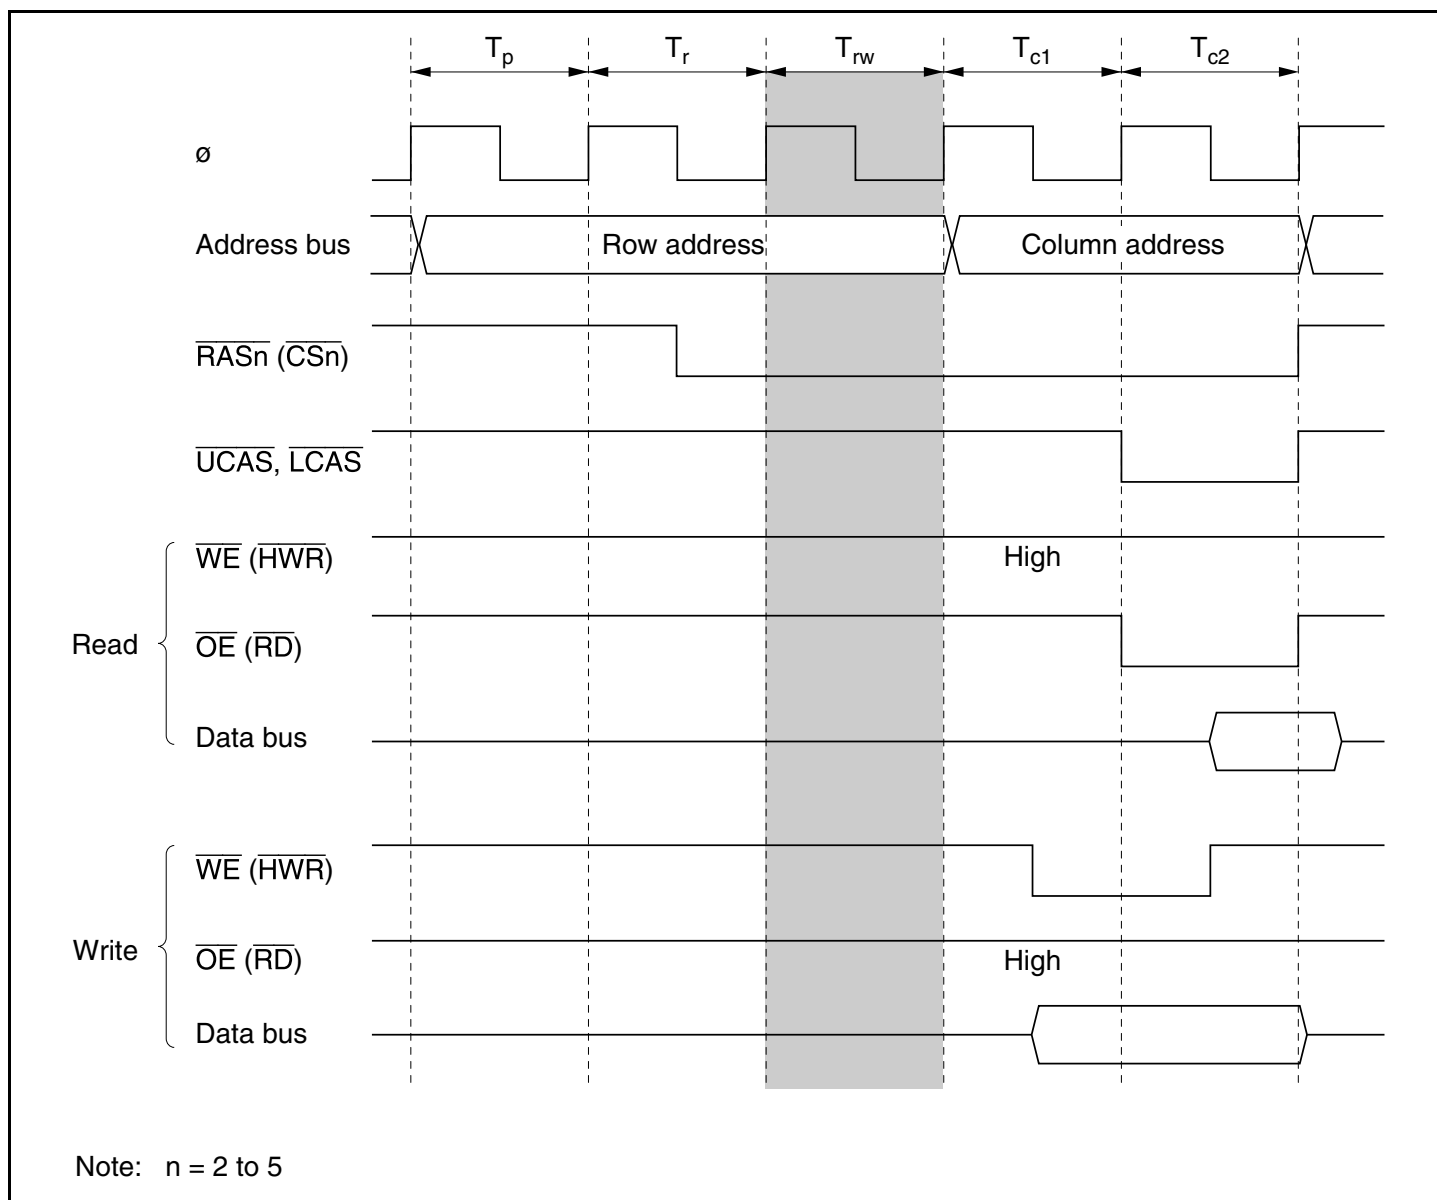 Tp Tr Trw Tc1 Tc2
ø
Address bus Row address Column address
RASn (CSn)
UCAS, LCAS
WE (HWR) High
Read OE (RD)
Data bus
WE (HWR)
Write OE (RD) High
Data bus
Note: n = 2 to 5